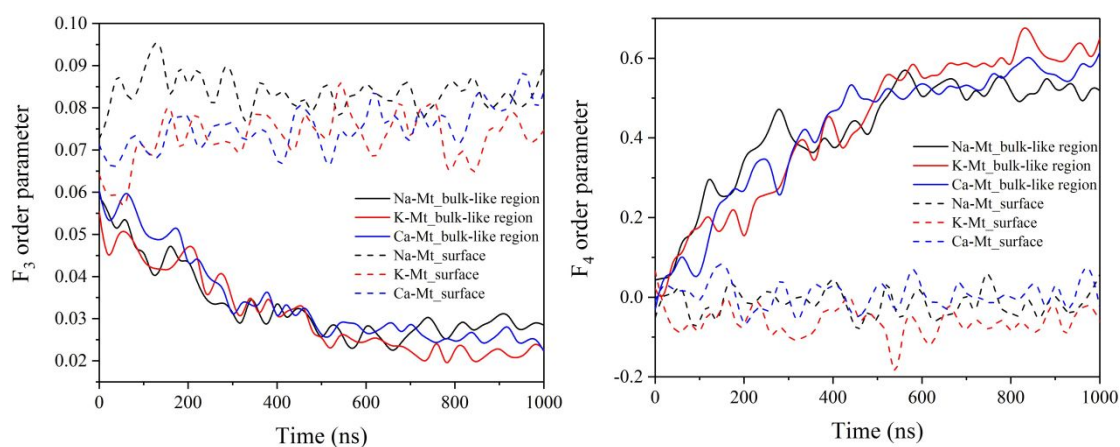 F3 order parameter
0.10
0.09
0.08
0.07
0.06
0.05
0.04
0.03
0.02
Na-Mt_bulk-like region
K-Mt_bulk-like region
Ca-Mt_bulk-like region
Na-Mt_surface
K-Mt_surface
Ca-Mt_surface
0 200 400 600 800 1000
Time (ns)
F4 order parameter
0.6
0.4
0.2
0.0
-0.2
Na-Mt_bulk-like region
K-Mt_bulk-like region
Ca-Mt_bulk-like region
Na-Mt_surface
K-Mt_surface
Ca-Mt_surface
0 200 400 600 800 1000
Time (ns)